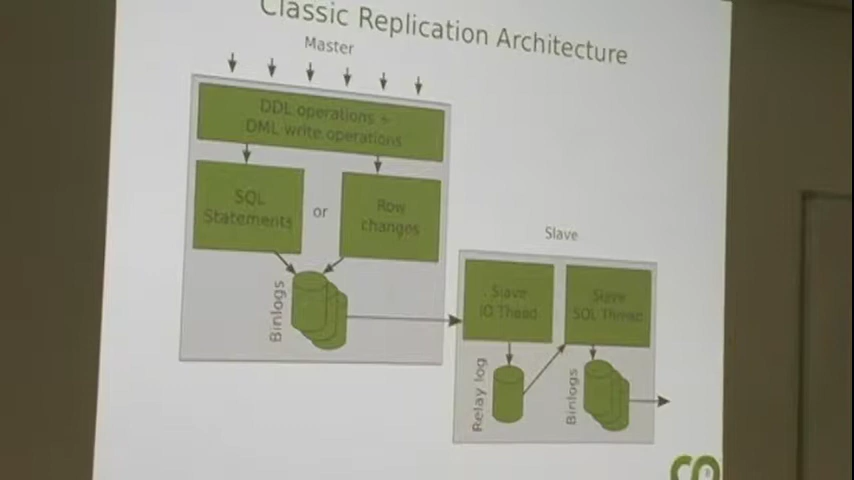 Classic Replication Architecture
Master
DDL operations +
DML write operations
SQL
Statements
or
Row
changes
Binlogs
Slave
Slave
IO Thead
Slave
SQL Thread
Relay log
Binlogs